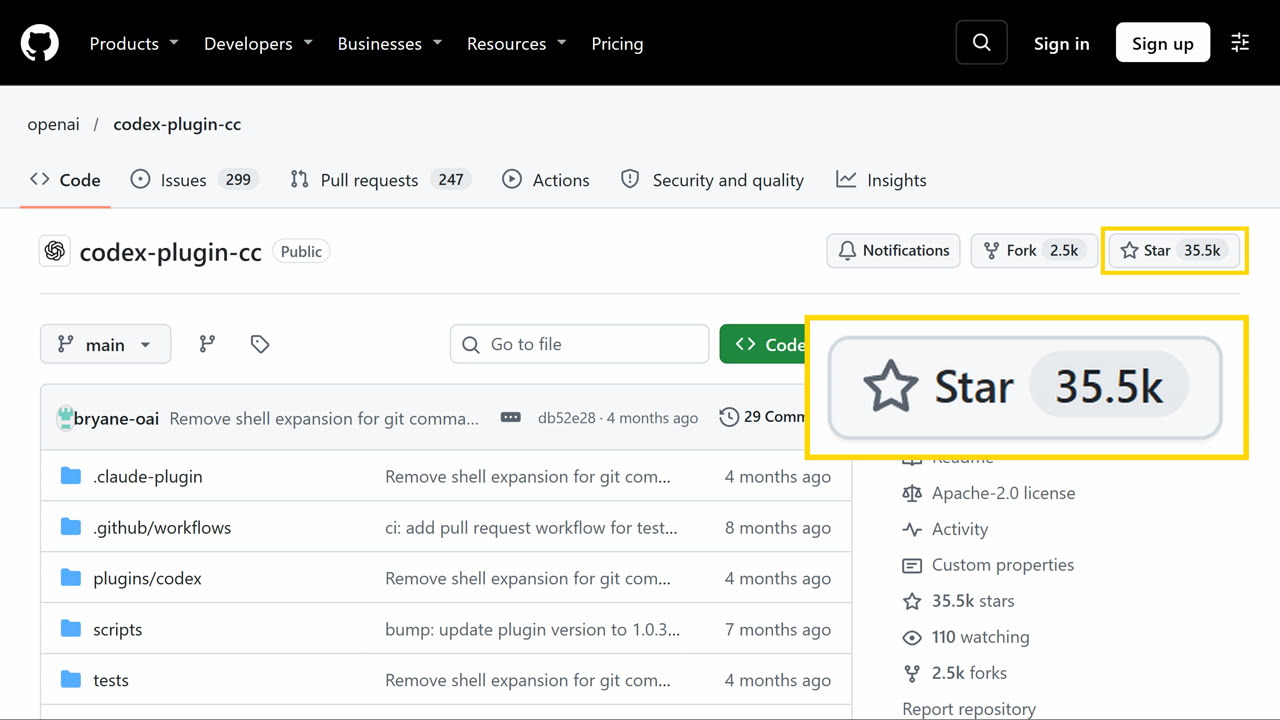 Products Developers Businesses Resources Pricing Sign in Sign up
openai / codex-plugin-cc
Code Issues 299 Pull requests 247 Actions Security and quality Insights
codex-plugin-cc Public Notifications Fork 2.5k Star 35.5k
main Go to file Code
Star 35.5k
bryane-oai Remove shell expansion for git comma... db52e28 · 4 months ago 29 Comm
Readme
.claude-plugin Remove shell expansion for git com... 4 months ago
Apache-2.0 license
.github/workflows ci: add pull request workflow for test... 8 months ago
Activity
Custom properties
plugins/codex Remove shell expansion for git com... 4 months ago
35.5k stars
scripts bump: update plugin version to 1.0.3... 7 months ago
110 watching
2.5k forks
tests Remove shell expansion for git com... 4 months ago
Report repository